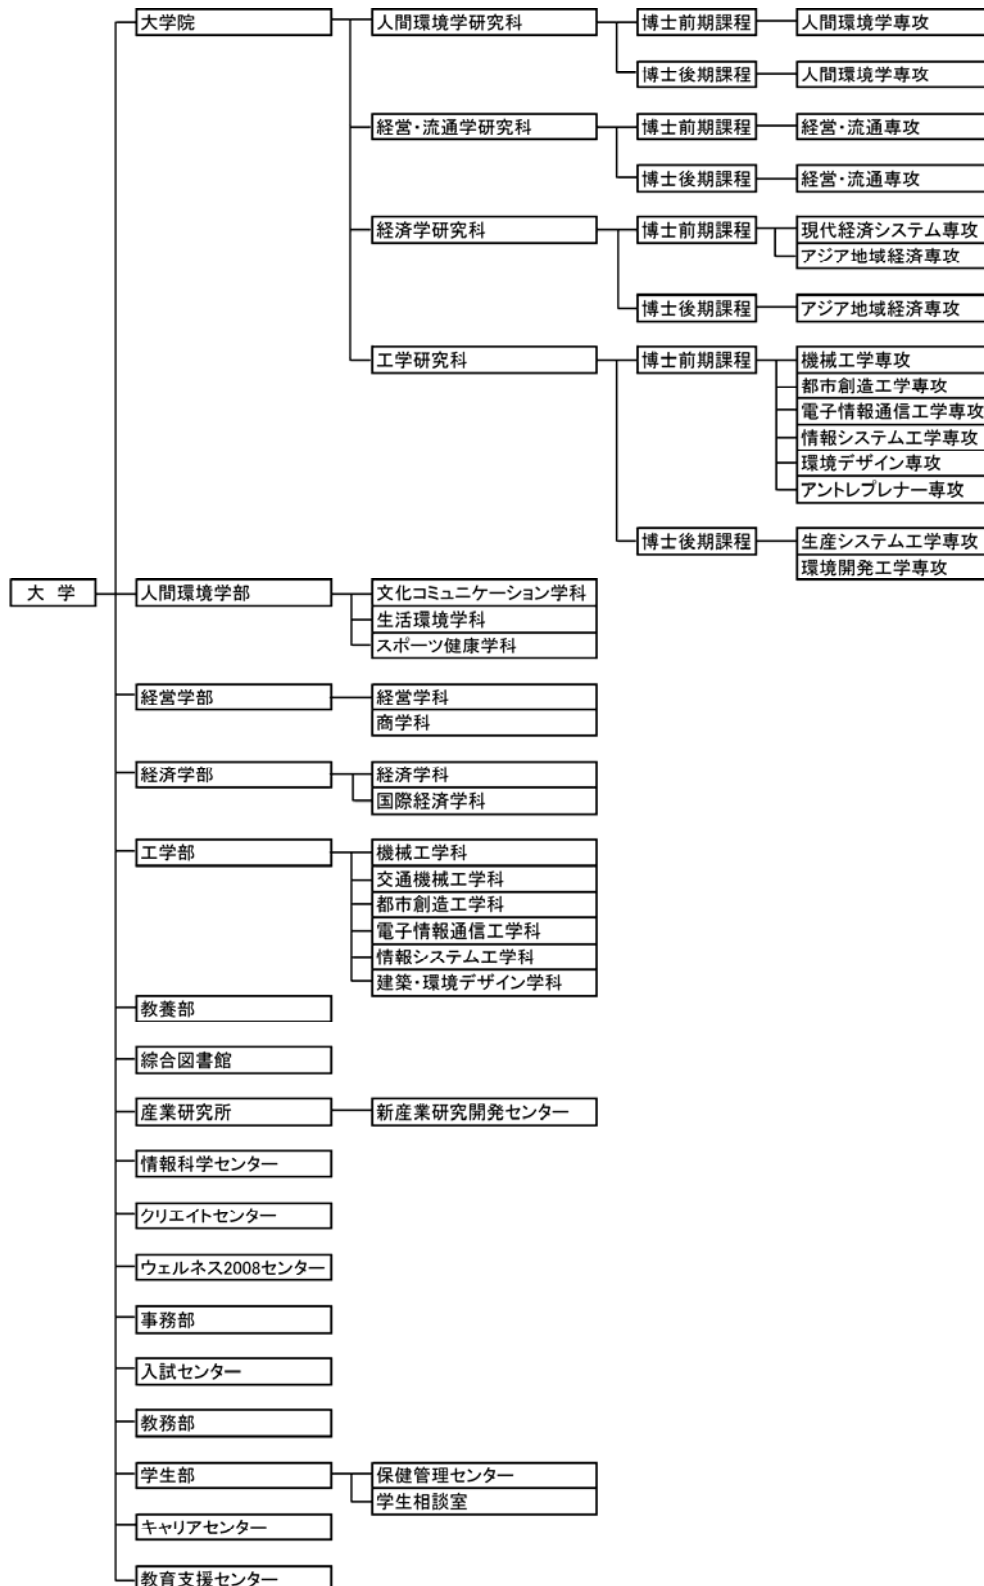 大学院
人間環境学研究科
博士前期課程
人間環境学専攻
博士後期課程
人間環境学専攻
経営・流通学研究科
博士前期課程
経営・流通専攻
博士後期課程
経営・流通専攻
経済学研究科
博士前期課程
現代経済システム専攻
アジア地域経済専攻
博士後期課程
アジア地域経済専攻
工学研究科
博士前期課程
機械工学専攻
都市創造工学専攻
電子情報通信工学専攻
情報システム工学専攻
環境デザイン専攻
アントレプレナー専攻
博士後期課程
生産システム工学専攻
環境開発工学専攻
大 学
人間環境学部
文化コミュニケーション学科
生活環境学科
スポーツ健康学科
経営学部
経営学科
商学科
経済学部
経済学科
国際経済学科
工学部
機械工学科
交通機械工学科
都市創造工学科
電子情報通信工学科
情報システム工学科
建築・環境デザイン学科
教養部
綜合図書館
産業研究所
新産業研究開発センター
情報科学センター
クリエイトセンター
ウェルネス2008センター
事務部
入試センター
教務部
学生部
保健管理センター
学生相談室
キャリアセンター
教育支援センター